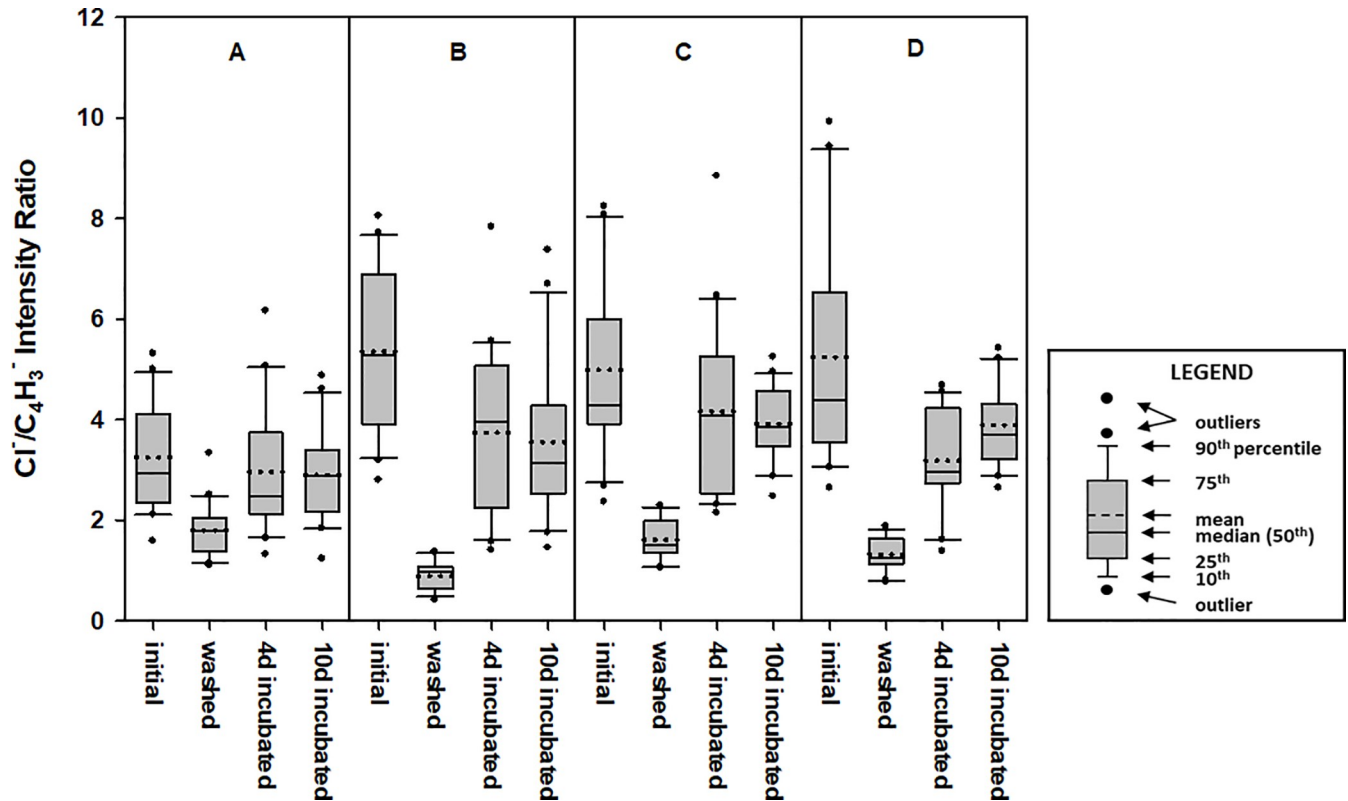 Cl⁻/C₄H₃⁻ Intensity Ratio
12
10
8
6
4
2
0
A
B
C
D
initial
washed
4d incubated
10d incubated
initial
washed
4d incubated
10d incubated
initial
washed
4d incubated
10d incubated
initial
washed
4d incubated
10d incubated
LEGEND
outliers
90th percentile
75th
mean
median (50th)
25th
10th
outlier